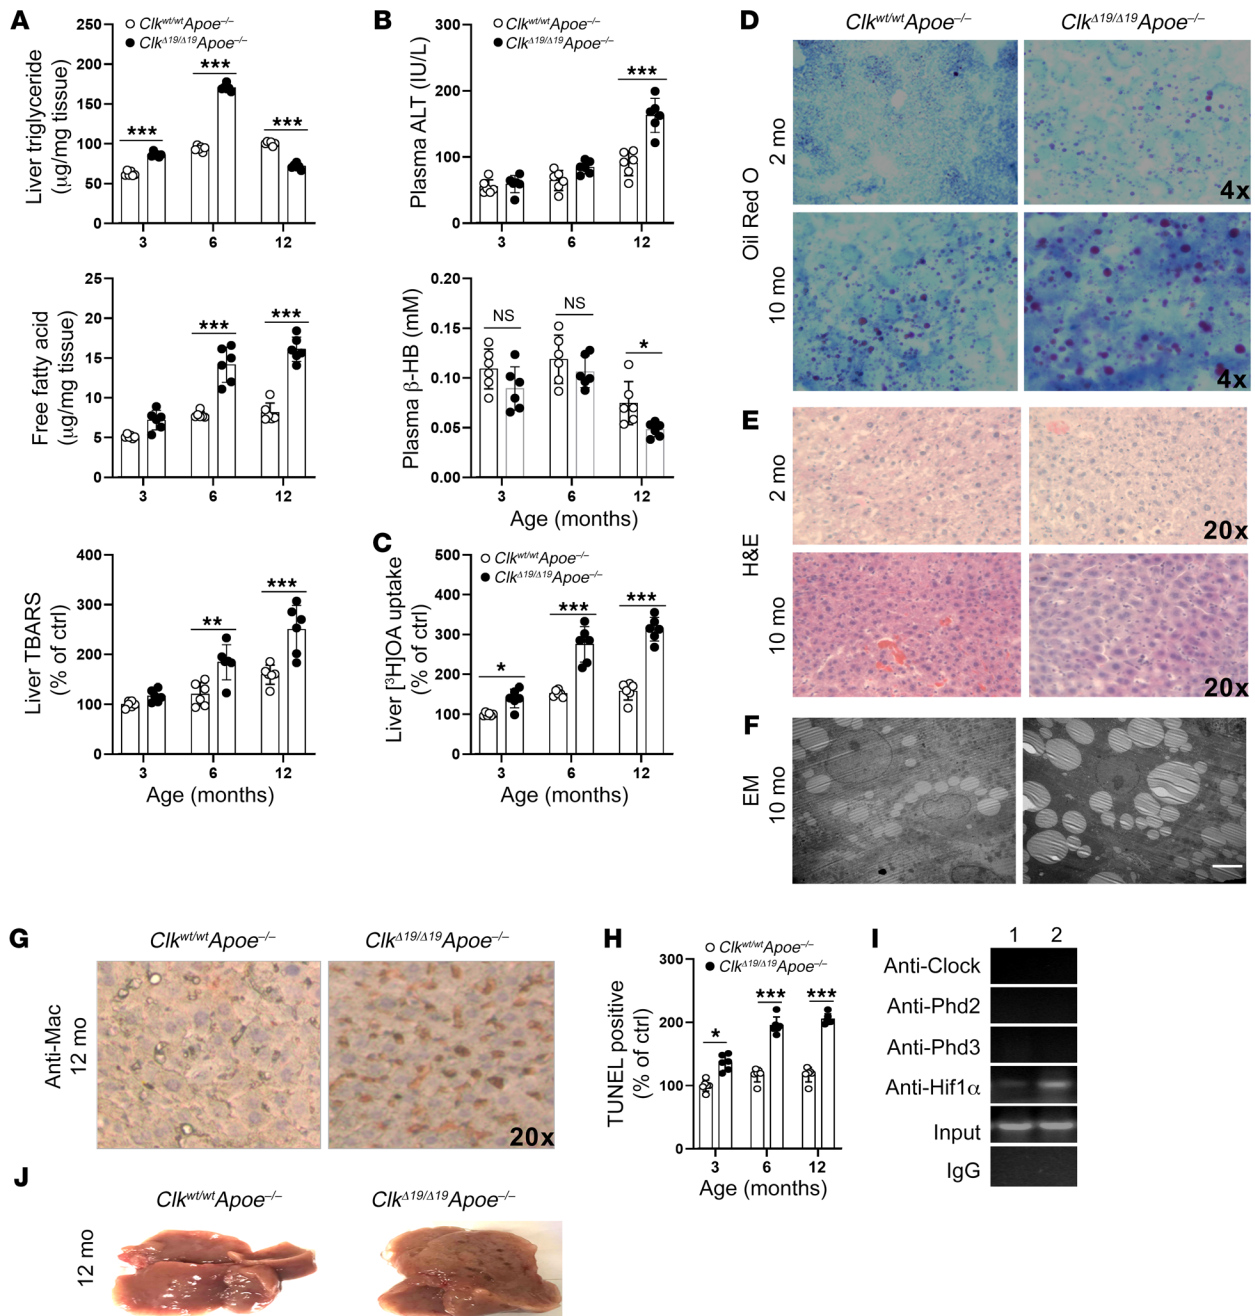 A
Clk^wt/wt Apoe^–/–
Clk^Δ19/Δ19 Apoe^–/–
Liver triglyceride
(μg/mg tissue)
250
200
150
100
50
0
***
***
***
3 6 12
Free fatty acid
(μg/mg tissue)
25
20
15
10
5
0
***
***
3 6 12
Liver TBARS
(% of ctrl)
400
300
200
100
0
**
***
3 6 12
Age (months)
B
Clk^wt/wt Apoe^–/–
Clk^Δ19/Δ19 Apoe^–/–
Plasma ALT (IU/L)
300
200
100
0
***
3 6 12
Plasma β-HB (mM)
0.20
0.15
0.10
0.05
0.00
NS
NS
*
3 6 12
Age (months)
C
Clk^wt/wt Apoe^–/–
Clk^Δ19/Δ19 Apoe^–/–
Liver [³H]OA uptake
(% of ctrl)
500
400
300
200
100
0
*
***
***
3 6 12
Age (months)
D
Clk^wt/wt Apoe^–/– Clk^Δ19/Δ19 Apoe^–/–
Oil Red O
2 mo
4x
10 mo
4x
E
H&E
2 mo
20x
10 mo
20x
F
EM
10 mo
G
Clk^wt/wt Apoe^–/– Clk^Δ19/Δ19 Apoe^–/–
Anti-Mac
12 mo
20x
H
Clk^wt/wt Apoe^–/–
Clk^Δ19/Δ19 Apoe^–/–
TUNEL positive
(% of ctrl)
300
200
100
0
*
***
***
3 6 12
Age (months)
I
1 2
Anti-Clock
Anti-Phd2
Anti-Phd3
Anti-Hif1α
Input
IgG
J
Clk^wt/wt Apoe^–/– Clk^Δ19/Δ19 Apoe^–/–
12 mo